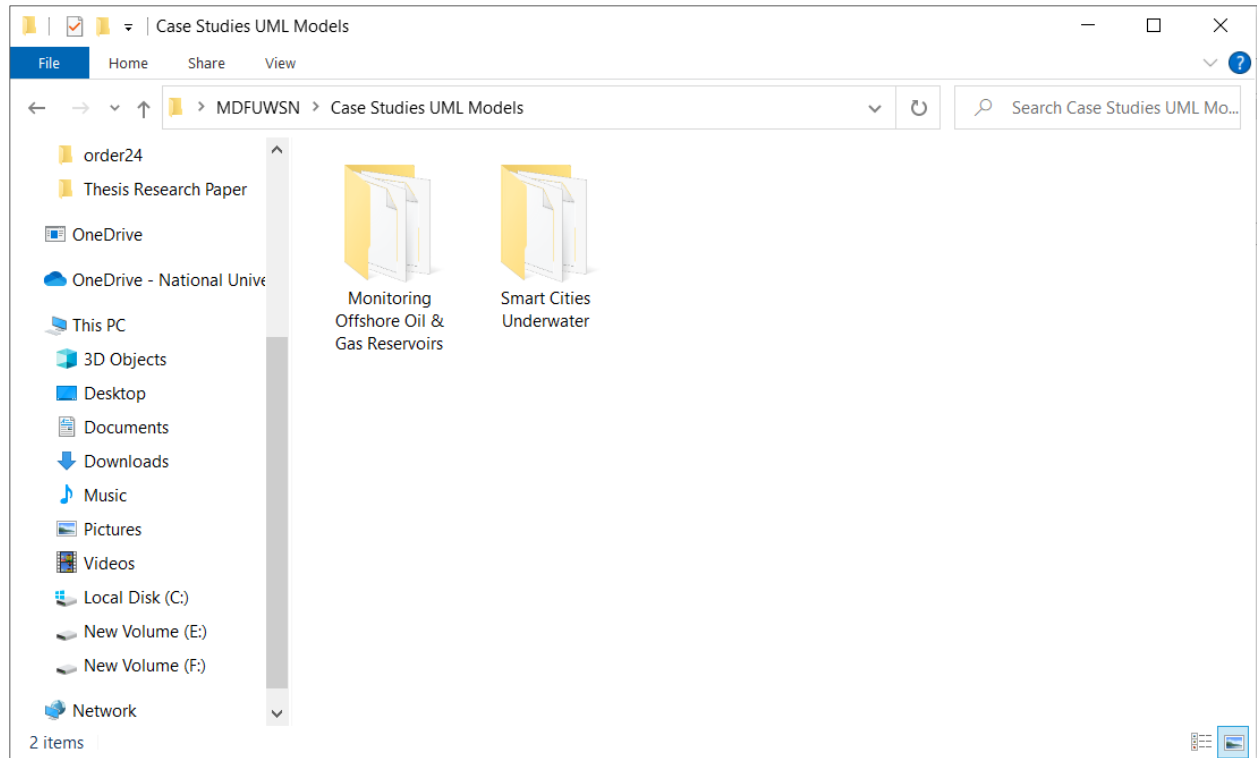 Case Studies UML Models
File Home Share View
?
MDFUWSN > Case Studies UML Models
Search Case Studies UML Mo...
order24
Thesis Research Paper
OneDrive
OneDrive - National Unive
This PC
3D Objects
Desktop
Documents
Downloads
Music
Pictures
Videos
Local Disk (C:)
New Volume (E:)
New Volume (F:)
Network
Monitoring
Offshore Oil &
Gas Reservoirs
Smart Cities
Underwater
2 items